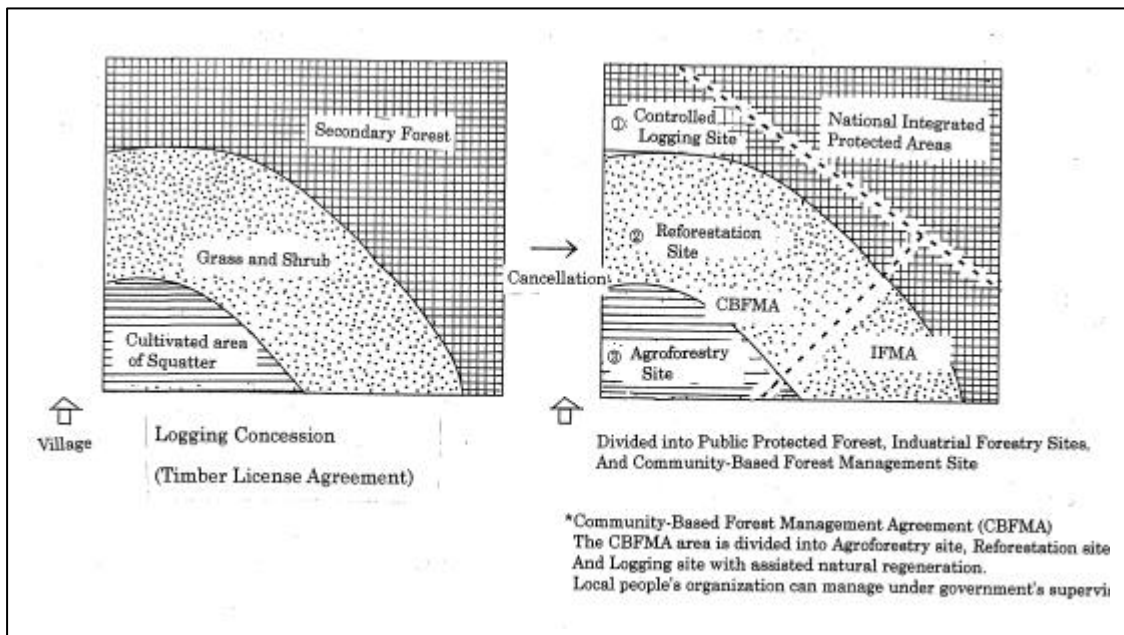 Secondary Forest
Grass and Shrub
Cultivated area
of Squatter
Village
Logging Concession
(Timber License Agreement)
Cancellation
① Controlled
Logging Site
National Integrated
Protected Areas
② Reforestation
Site
CBFMA
③ Agroforestry
Site
IFMA
Divided into Public Protected Forest, Industrial Forestry Sites,
And Community-Based Forest Management Site
*Community-Based Forest Management Agreement (CBFMA)
The CBFMA area is divided into Agroforestry site, Reforestation site
And Logging site with assisted natural regeneration.
Local people's organization can manage under government's